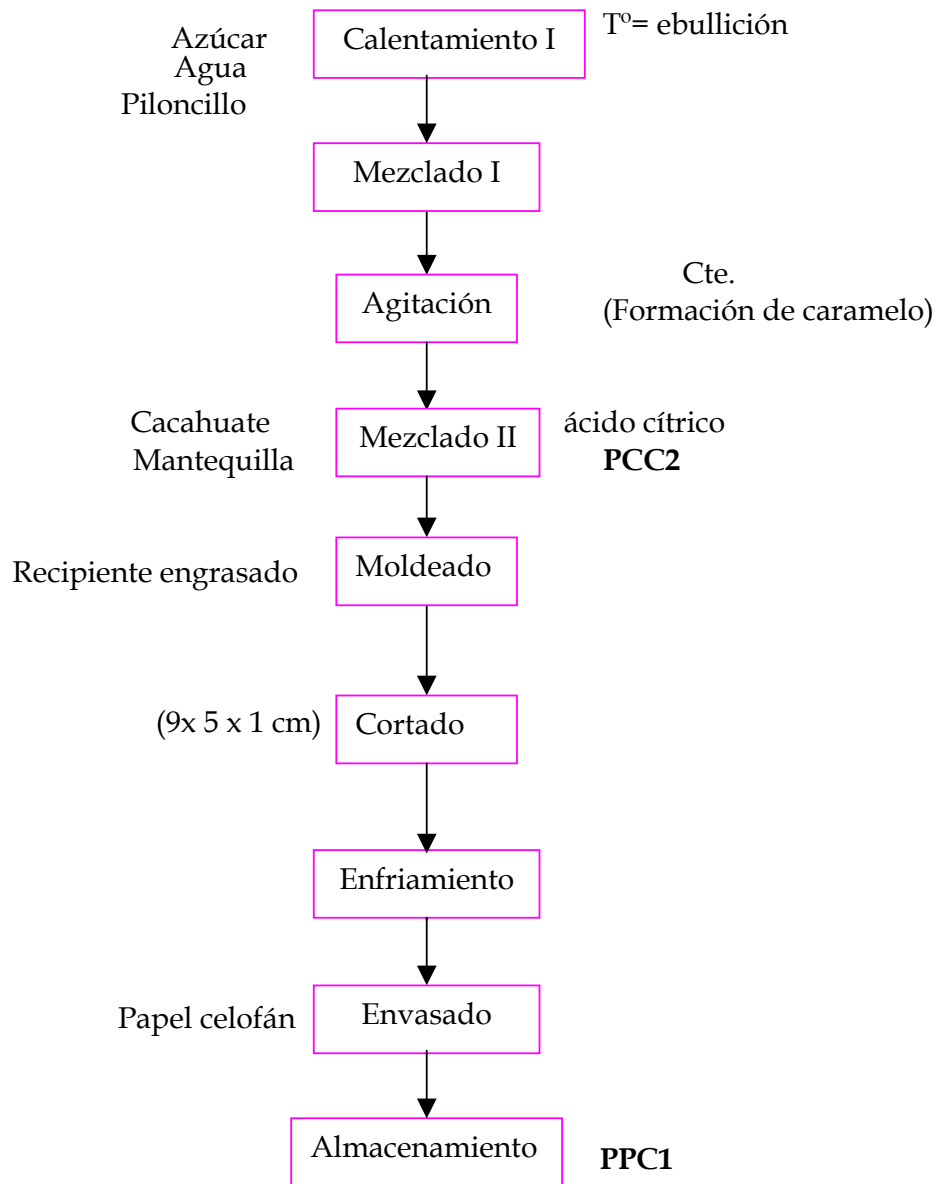 Azúcar
Agua
Piloncillo
Calentamiento I
Tº= ebullición
Mezclado I
Agitación
Cte.
(Formación de caramelo)
Cacahuate
Mantequilla
Mezclado II
ácido cítrico
PCC2
Recipiente engrasado
Moldeado
(9x 5 x 1 cm)
Cortado
Enfriamiento
Papel celofán
Envasado
Almacenamiento
PPC1